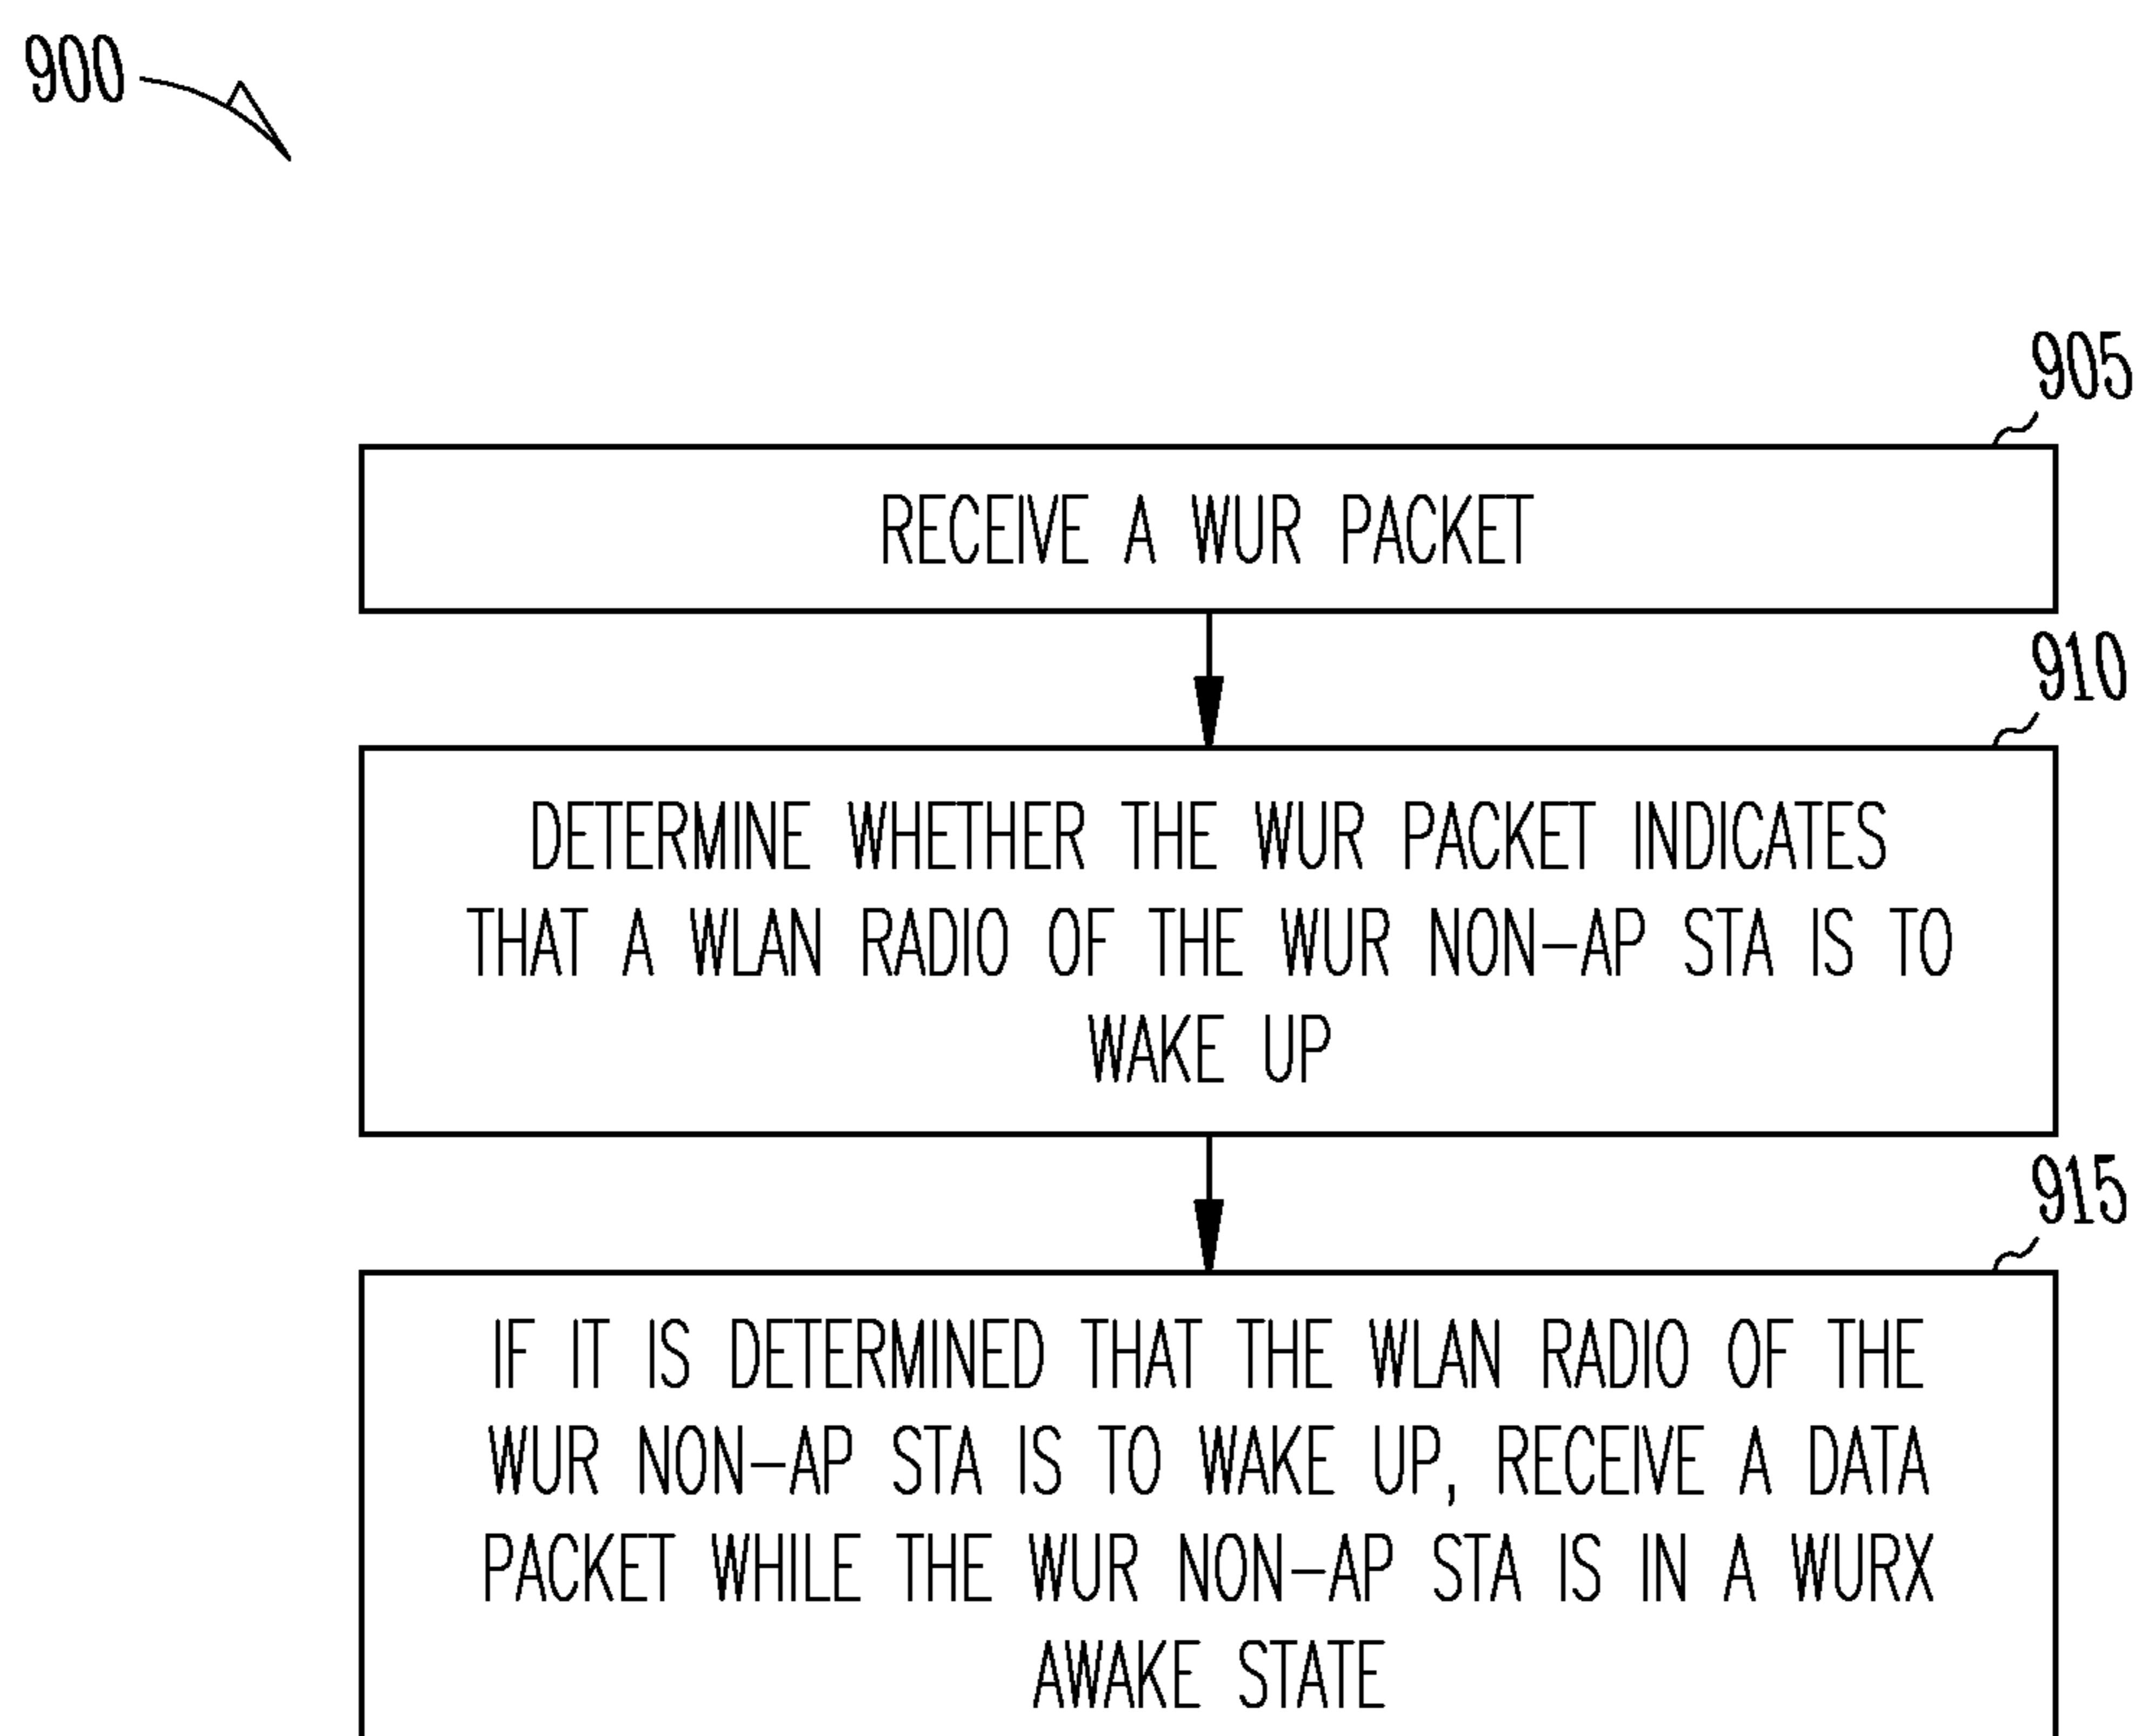 900
905
RECEIVE A WUR PACKET
910
DETERMINE WHETHER THE WUR PACKET INDICATES
THAT A WLAN RADIO OF THE WUR NON-AP STA IS TO
WAKE UP
915
IF IT IS DETERMINED THAT THE WLAN RADIO OF THE
WUR NON-AP STA IS TO WAKE UP, RECEIVE A DATA
PACKET WHILE THE WUR NON-AP STA IS IN A WURX
AWAKE STATE